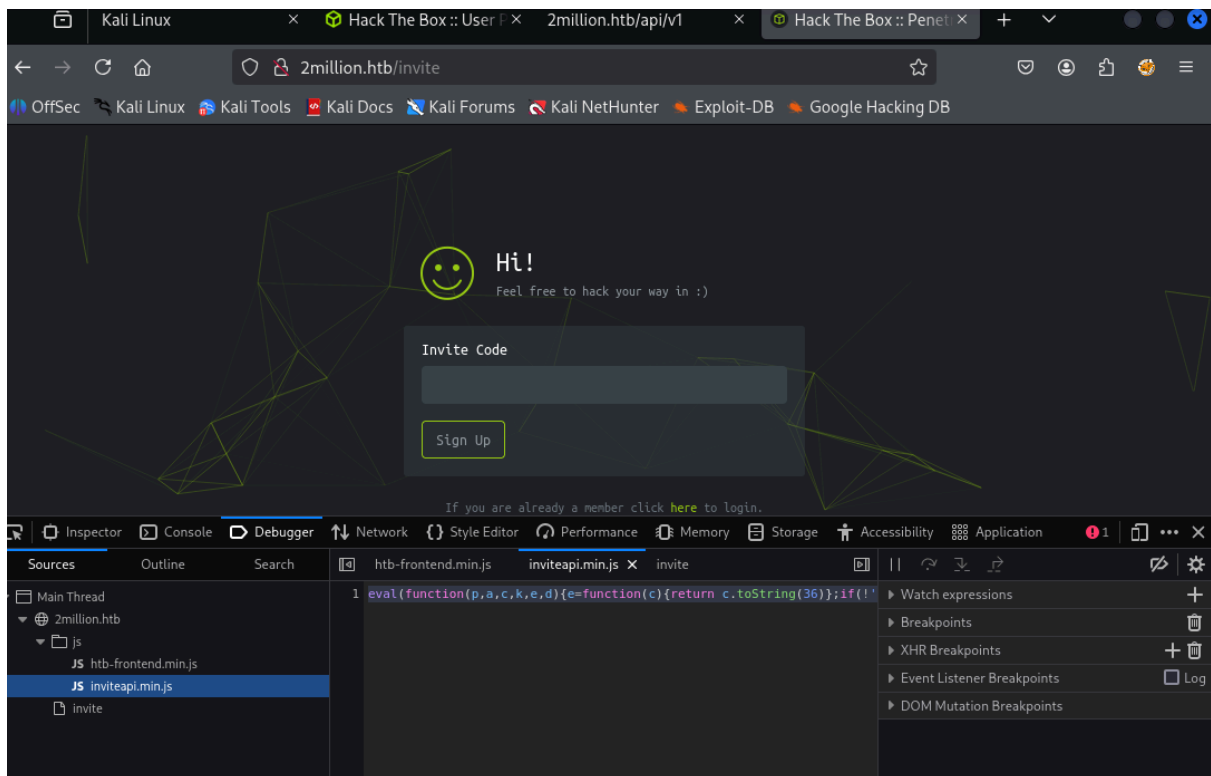 Kali Linux
Hack The Box :: User P
2million.htb/api/v1
Hack The Box :: Penet
2million.htb/invite
OffSec Kali Linux Kali Tools Kali Docs Kali Forums Kali NetHunter Exploit-DB Google Hacking DB
Hi!
Feel free to hack your way in :)
Invite Code
Sign Up
If you are already a member click here to login.
Inspector Console Debugger Network Style Editor Performance Memory Storage Accessibility Application 1
Sources Outline Search
htb-frontend.min.js inviteapi.min.js invite
Main Thread
2million.htb
js
JS htb-frontend.min.js
JS inviteapi.min.js
invite
1 eval(function(p,a,c,k,e,d){e=function(c){return c.toString(36)};if(!'
Watch expressions
Breakpoints
XHR Breakpoints
Event Listener Breakpoints Log
DOM Mutation Breakpoints